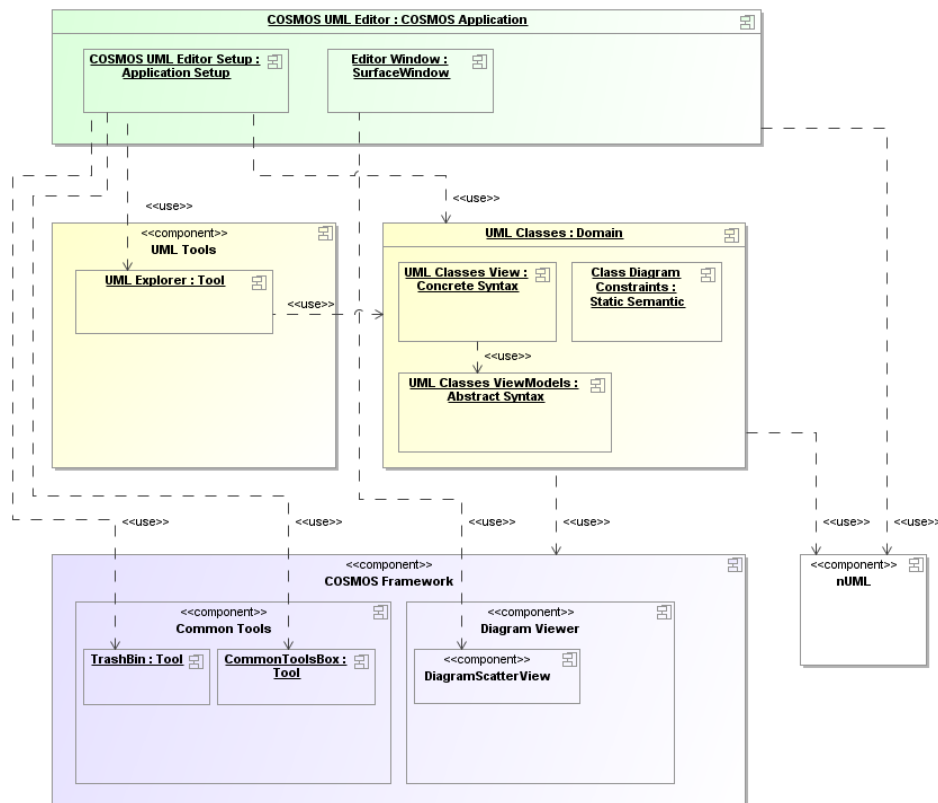 COSMOS UML Editor : COSMOS Application
COSMOS UML Editor Setup :
Application Setup
Editor Window :
SurfaceWindow
<<use>>
<<use>>
<<component>>
UML Tools
UML Classes : Domain
UML Explorer : Tool
UML Classes View :
Concrete Syntax
Class Diagram
Constraints :
Static Semantic
<<use>>
<<use>>
UML Classes ViewModels :
Abstract Syntax
<<use>>
<<use>>
<<use>>
<<use>>
<<use>>
<<use>>
<<component>>
COSMOS Framework
<<component>>
nUML
<<component>>
Common Tools
<<component>>
Diagram Viewer
TrashBin : Tool
CommonToolsBox :
Tool
<<component>>
DiagramScatterView